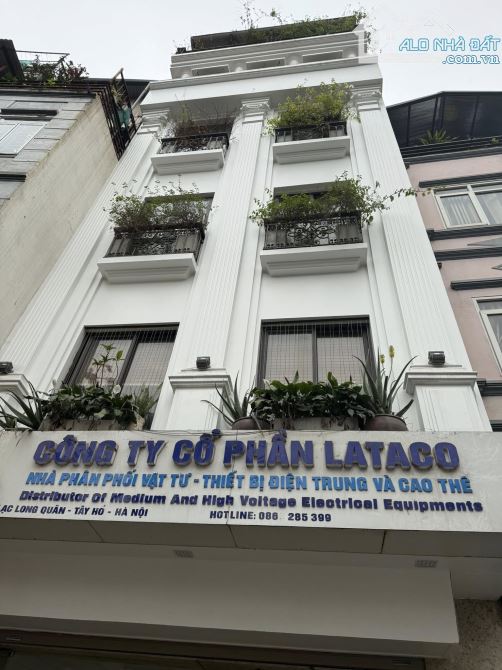 ALO NHÀ ĐẤT
.com.vn
CÔNG TY CỔ PHẦN LATACO
NHÀ PHÂN PHỐI VẬT TƯ - THIẾT BỊ ĐIỆN TRUNG VÀ CAO THẾ
Distributor Of Medium And High Voltage Electrical Equipments
LẠC LONG QUÂN - TÂY HỒ - HÀ NỘI HOTLINE: 086 285 399